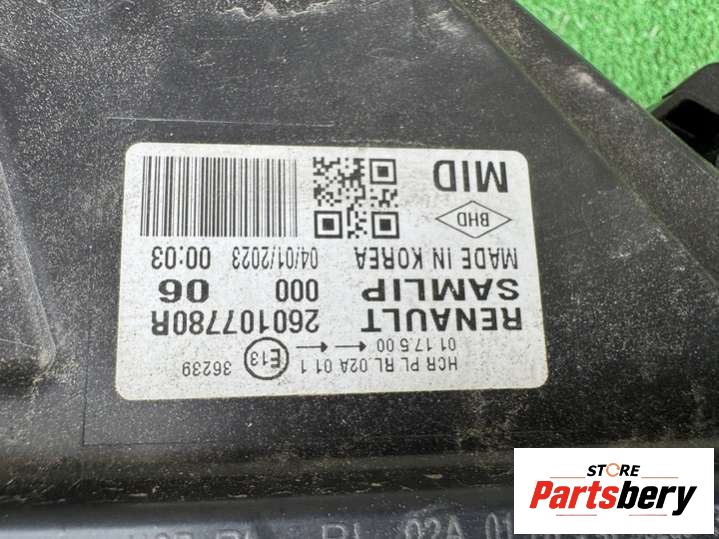 HCR PL RL 02A 01 1
01 17.5 00
E13
36239
RENAULT 260107780R
SAMLIP 000 06
MADE IN KOREA 04/01/2023 00:03
BHD
MID
STORE
Partsbery